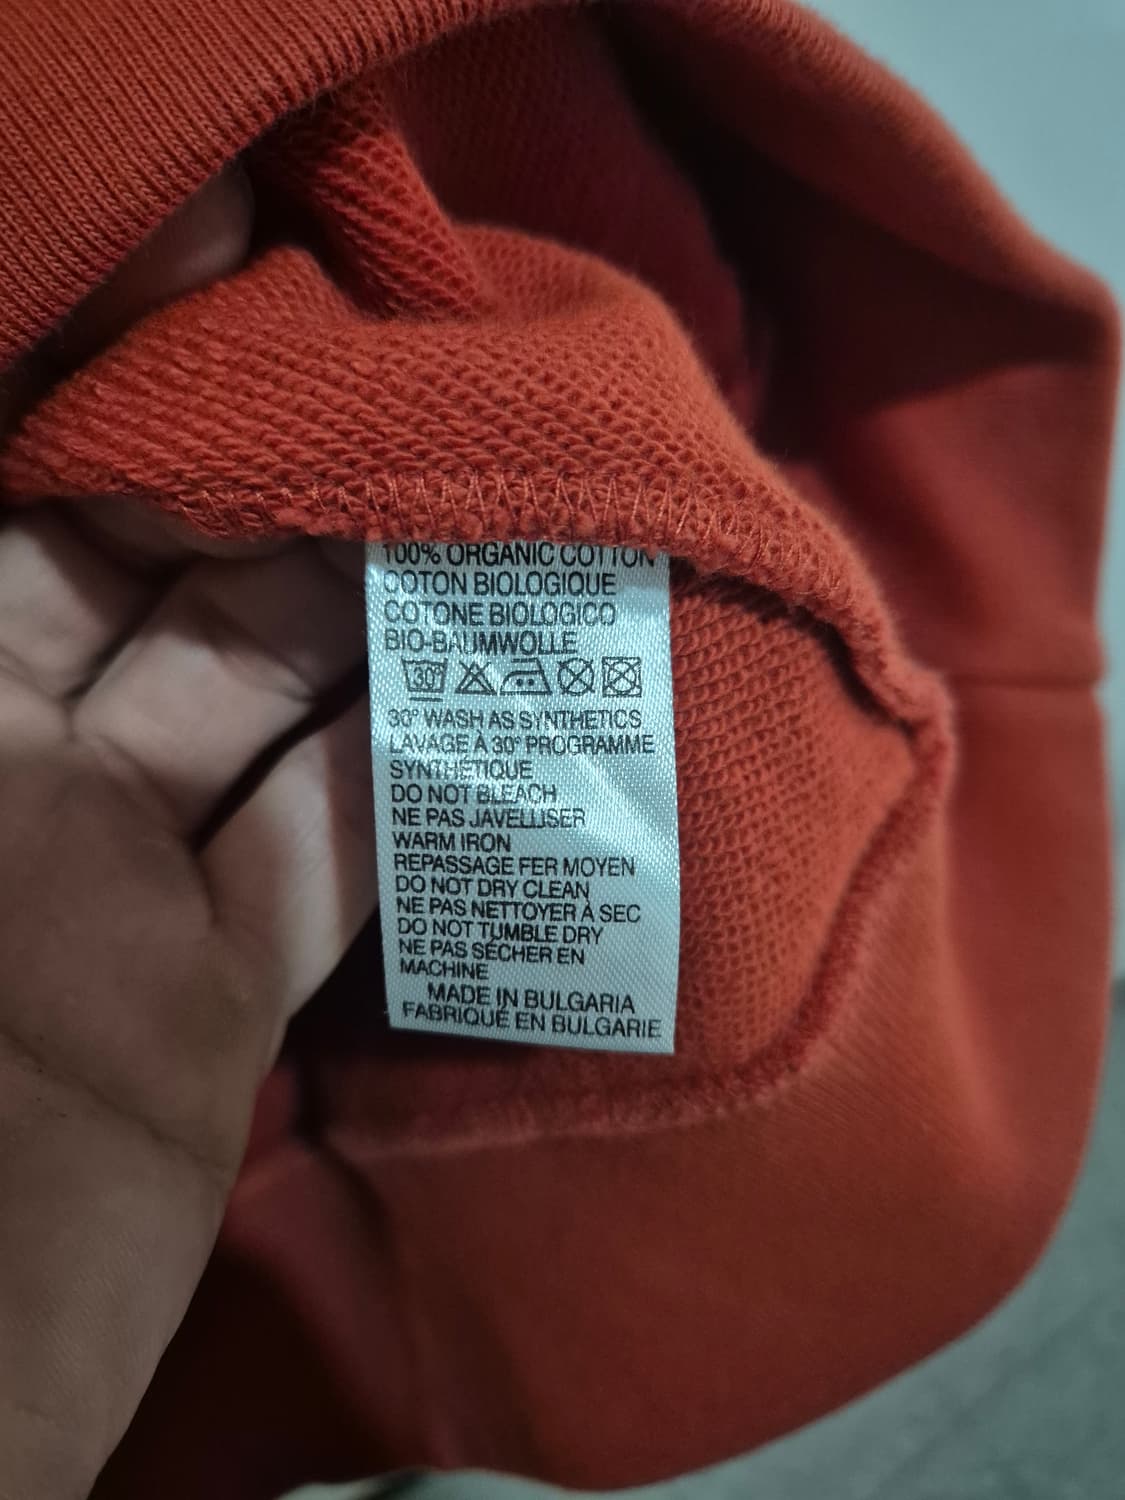 100% ORGANIC COTTON
COTON BIOLOGIQUE
COTONE BIOLOGICO
BIO-BAUMWOLLE
30°
30° WASH AS SYNTHETICS
LAVAGE À 30° PROGRAMME
SYNTHÉTIQUE
DO NOT BLEACH
NE PAS JAVELLISER
WARM IRON
REPASSAGE FER MOYEN
DO NOT DRY CLEAN
NE PAS NETTOYER À SEC
DO NOT TUMBLE DRY
NE PAS SÉCHER EN
MACHINE
MADE IN BULGARIA
FABRIQUÉ EN BULGARIE